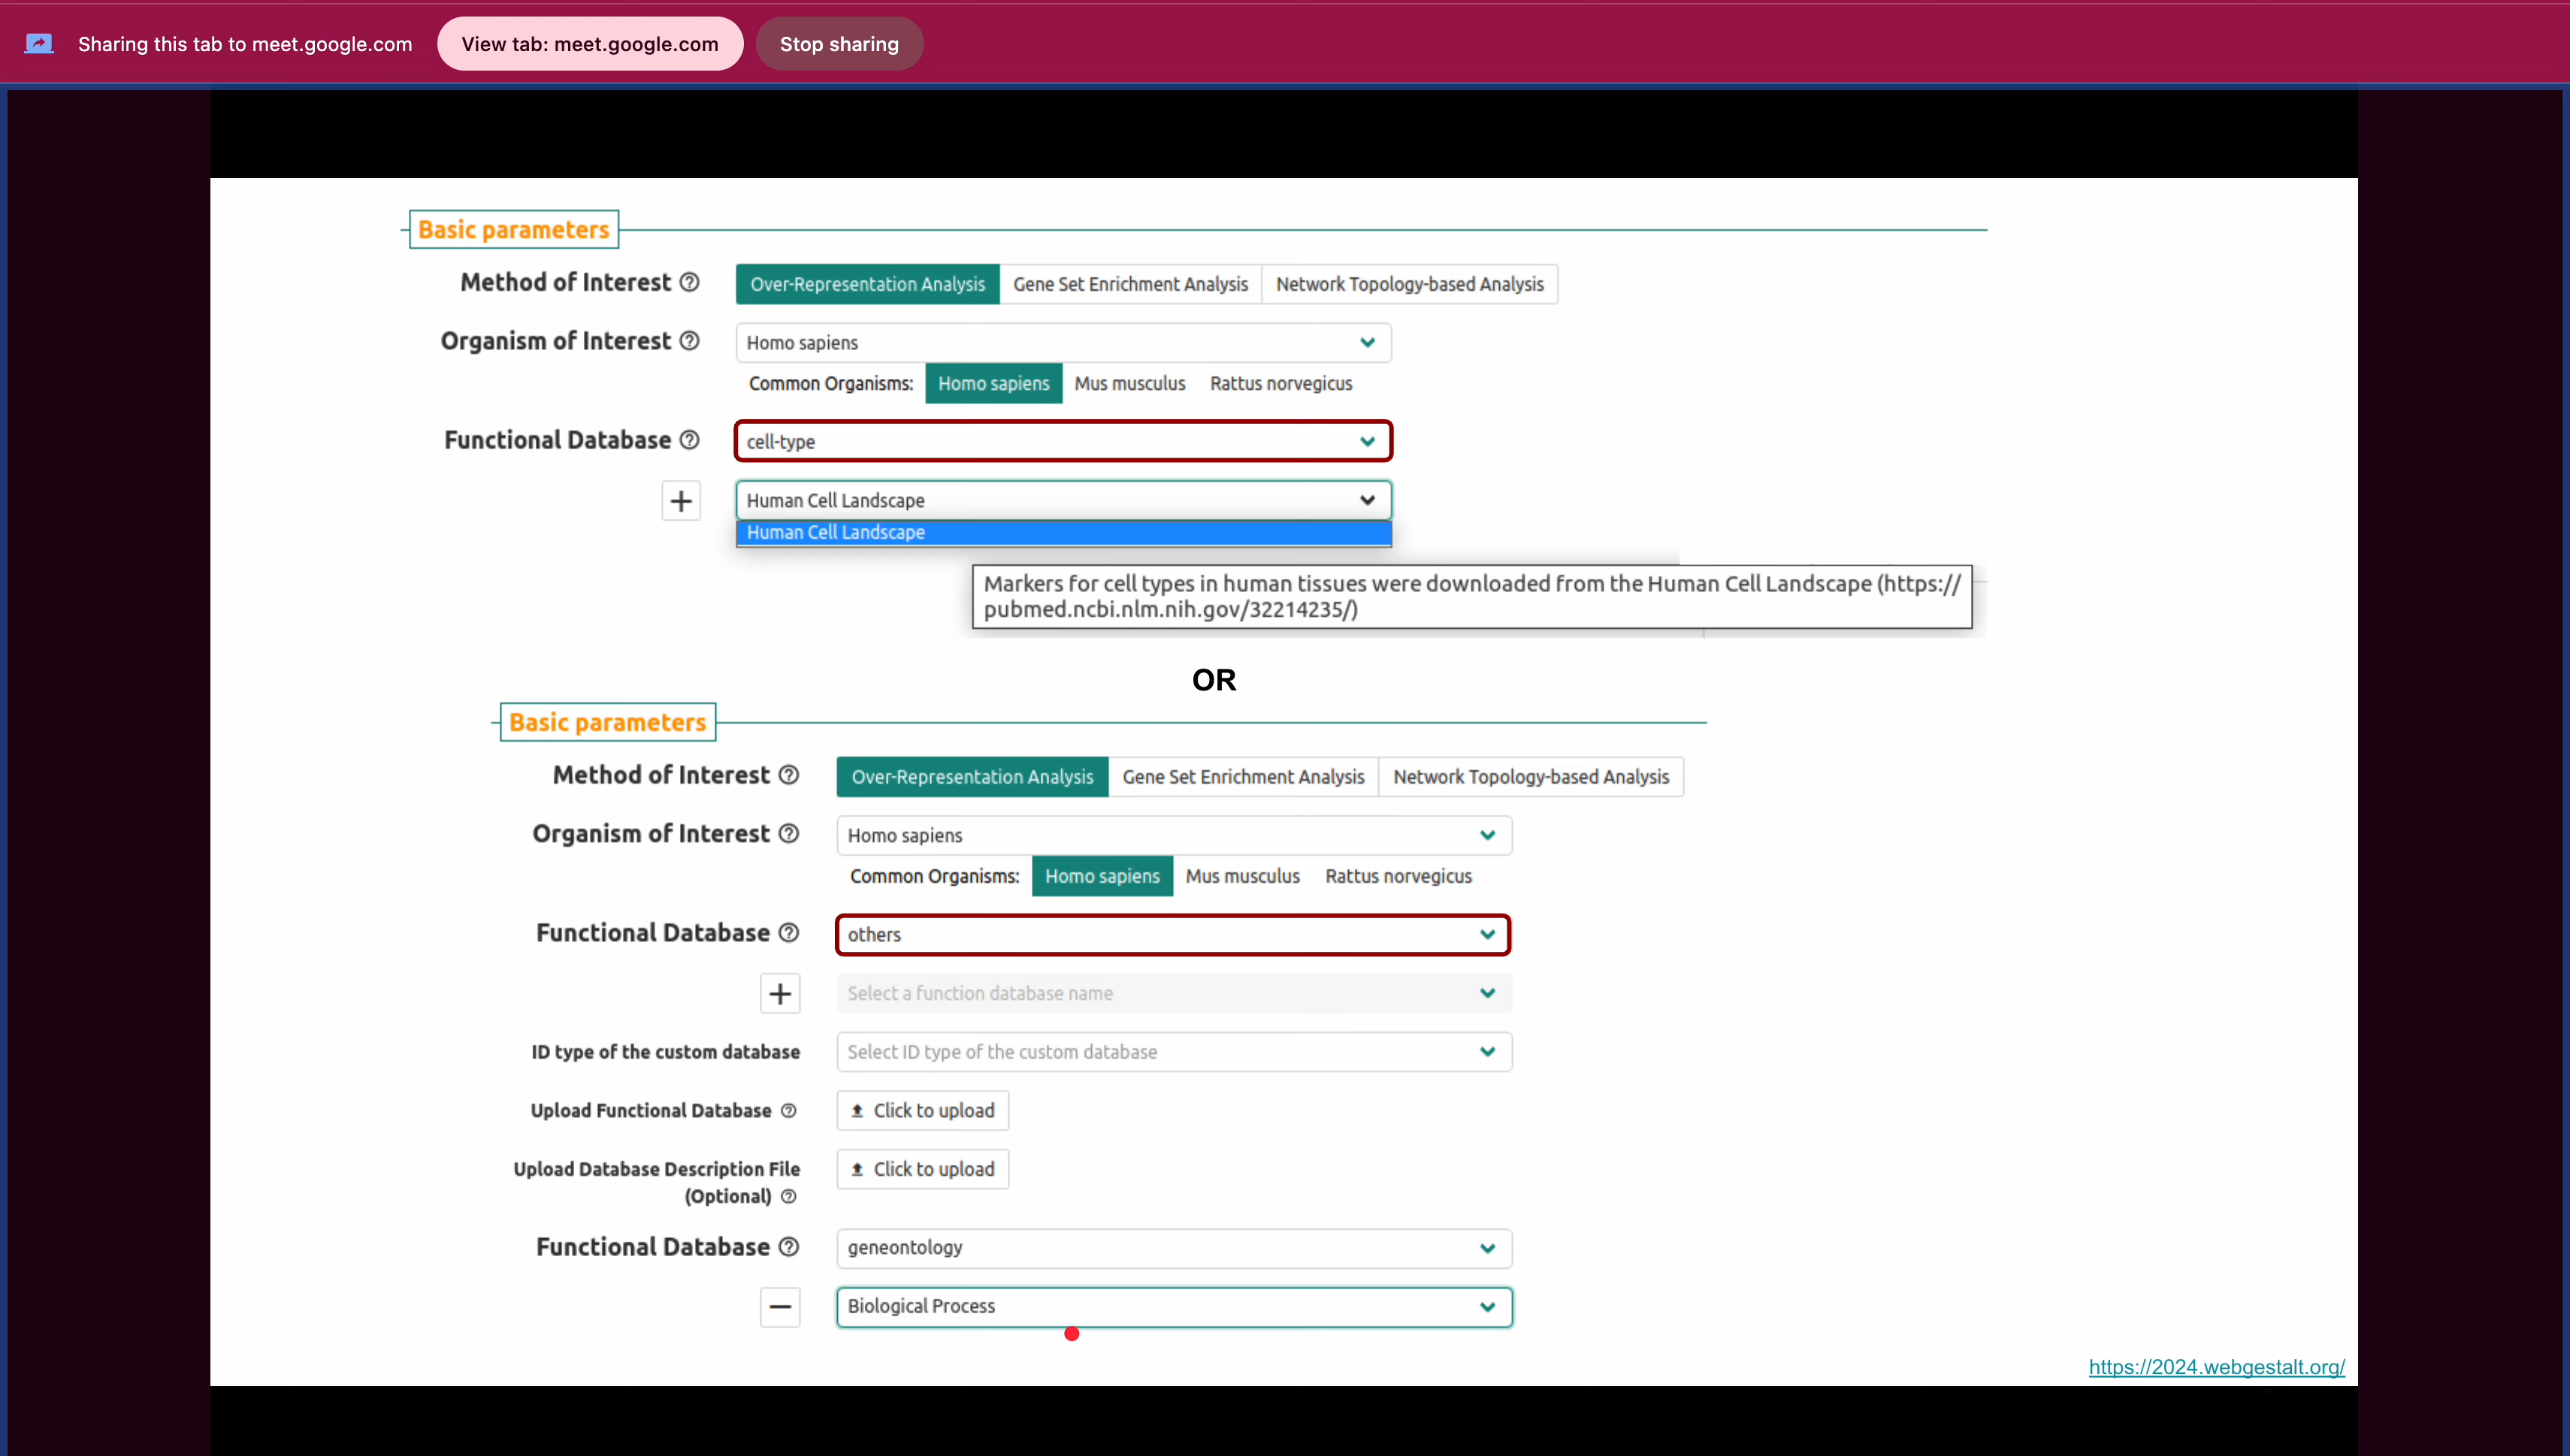 Sharing this tab to meet.google.com View tab: meet.google.com Stop sharing
Basic parameters
Method of Interest Over-Representation Analysis Gene Set Enrichment Analysis Network Topology-based Analysis
Organism of Interest Homo sapiens
Common Organisms: Homo sapiens Mus musculus Rattus norvegicus
Functional Database cell-type
Human Cell Landscape
Human Cell Landscape
Markers for cell types in human tissues were downloaded from the Human Cell Landscape (https://
pubmed.ncbi.nlm.nih.gov/32214235/)
OR
Basic parameters
Method of Interest Over-Representation Analysis Gene Set Enrichment Analysis Network Topology-based Analysis
Organism of Interest Homo sapiens
Common Organisms: Homo sapiens Mus musculus Rattus norvegicus
Functional Database others
Select a function database name
ID type of the custom database Select ID type of the custom database
Upload Functional Database Click to upload
Upload Database Description File Click to upload
(Optional)
Functional Database geneontology
Biological Process
https://2024.webgestalt.org/